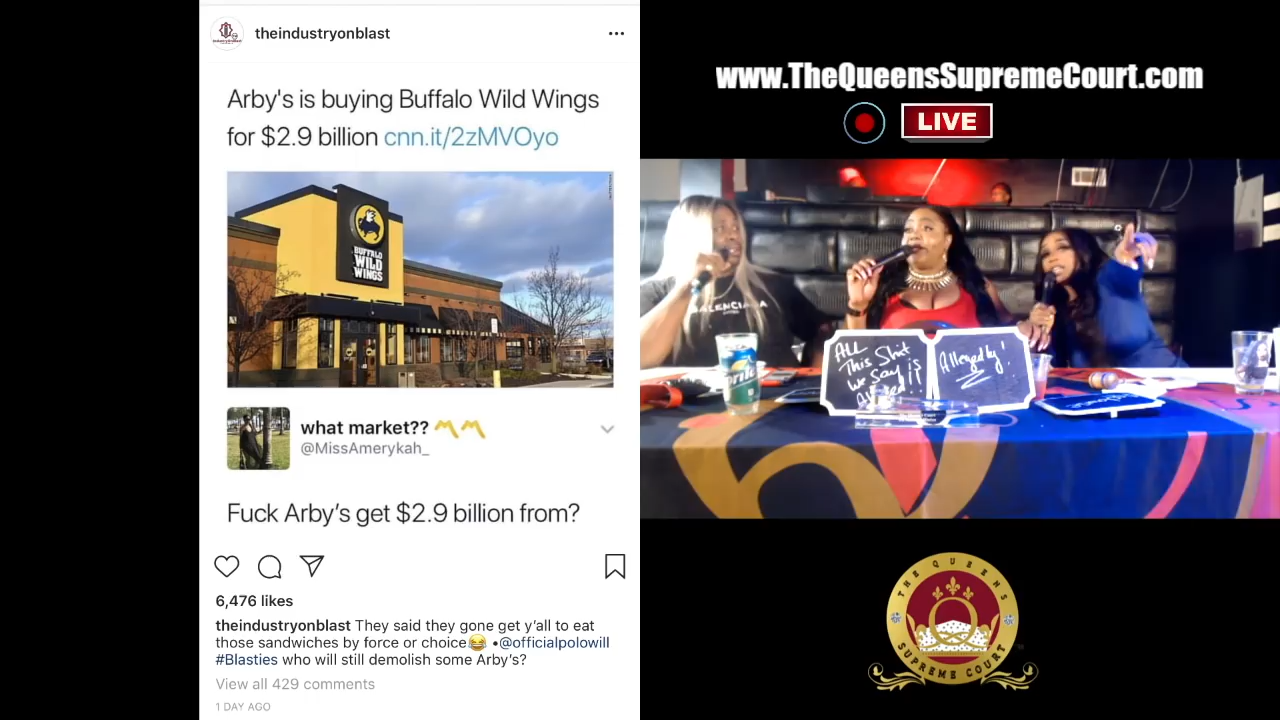 theindustryonblast
Arby's is buying Buffalo Wild Wings
for $2.9 billion cnn.it/2zMVOyo
BUFFALO
WILD
WINGS
what market??
@MissAmerykah_
Fuck Arby's get $2.9 billion from?
6,476 likes
theindustryonblast They said they gone get y'all to eat
those sandwiches by force or choice😂 •@officialpolowill
#Blasties who will still demolish some Arby's?
View all 429 comments
1 DAY AGO
www.TheQueensSupremeCourt.com
LIVE
BALENCIAGA
Sprite
ALL
This Shit
We Say is
Allegedly!
THE QUEENS
SUPREME COURT